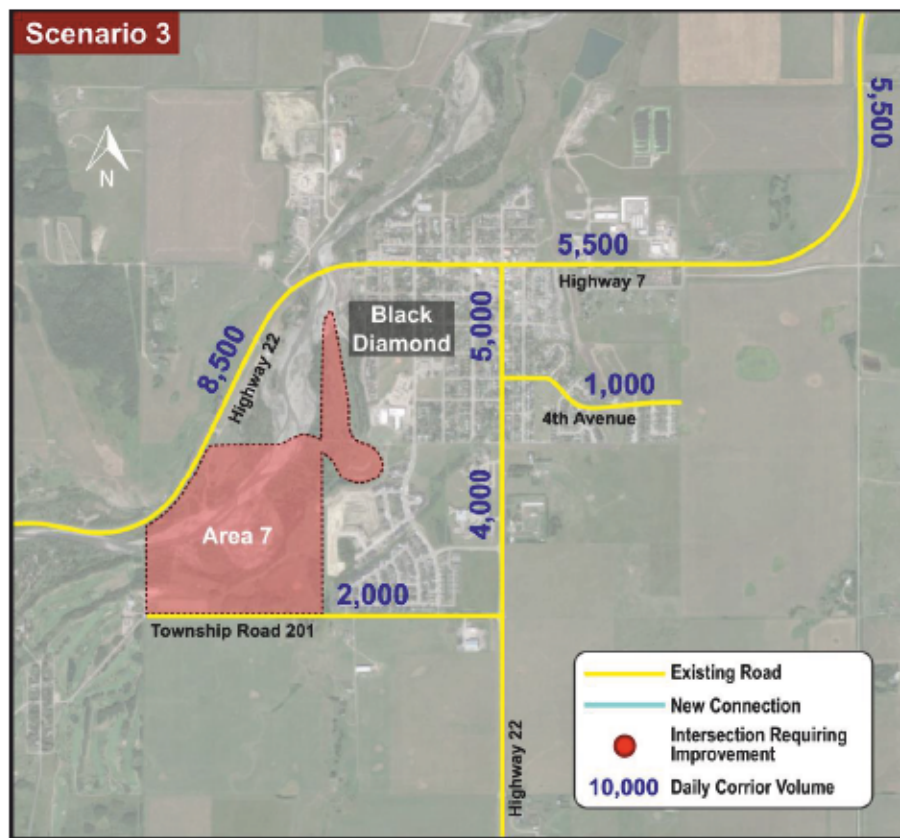 Scenario 3
N
5,500
5,500
Highway 7
Black
Diamond
5,000
8,500
Highway 22
1,000
4th Avenue
4,000
Area 7
2,000
Township Road 201
Highway 22
Existing Road
New Connection
Intersection Requiring
Improvement
10,000 Daily Corrior Volume